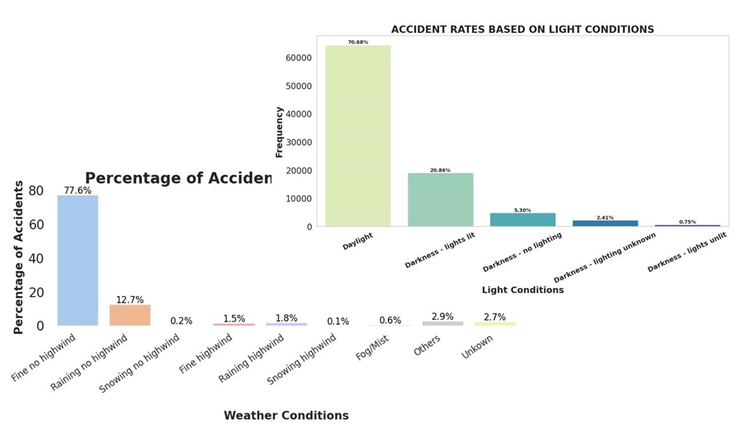 ACCIDENT RATES BASED ON LIGHT CONDITIONS
Frequency
60000
50000
40000
30000
20000
10000
0
70.68%
20.86%
5.30%
2.41%
0.75%
Daylight
Darkness - lights lit
Darkness - no lighting
Darkness - lighting unknown
Darkness - lights unlit
Light Conditions
Percentage of Acciden
Percentage of Accidents
80
60
40
20
0
77.6%
12.7%
0.2%
1.5%
1.8%
0.1%
0.6%
2.9%
2.7%
Fine no highwind
Raining no highwind
Snowing no highwind
Fine highwind
Raining highwind
Snowing highwind
Fog/Mist
Others
Unkown
Weather Conditions